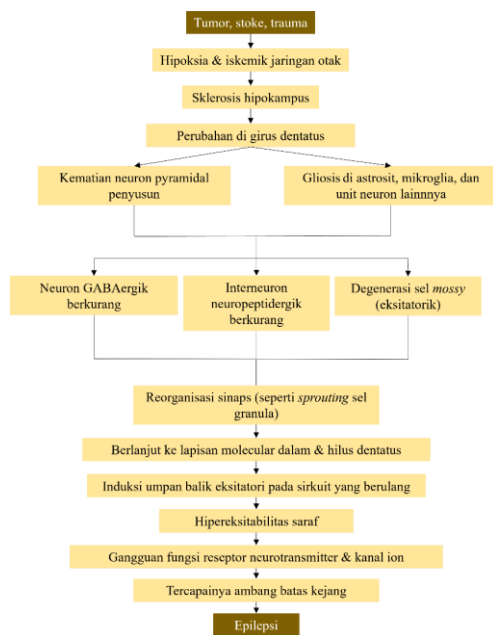 Tumor, stoke, trauma
Hipoksia & iskemik jaringan otak
Sklerosis hipokampus
Perubahan di girus dentatus
Kematian neuron pyramidal
penyusun
Gliosis di astrosit, mikroglia, dan
unit neuron lainnnya
Neuron GABAergik
berkurang
Interneuron
neuropeptidergik
berkurang
Degenerasi sel mossy
(eksitatorik)
Reorganisasi sinaps (seperti sprouting sel
granula)
Berlanjut ke lapisan molecular dalam & hilus dentatus
Induksi umpan balik eksitatori pada sirkuit yang berulang
Hipereksitabilitas saraf
Gangguan fungsi reseptor neurotransmitter & kanal ion
Tercapainya ambang batas kejang
Epilepsi